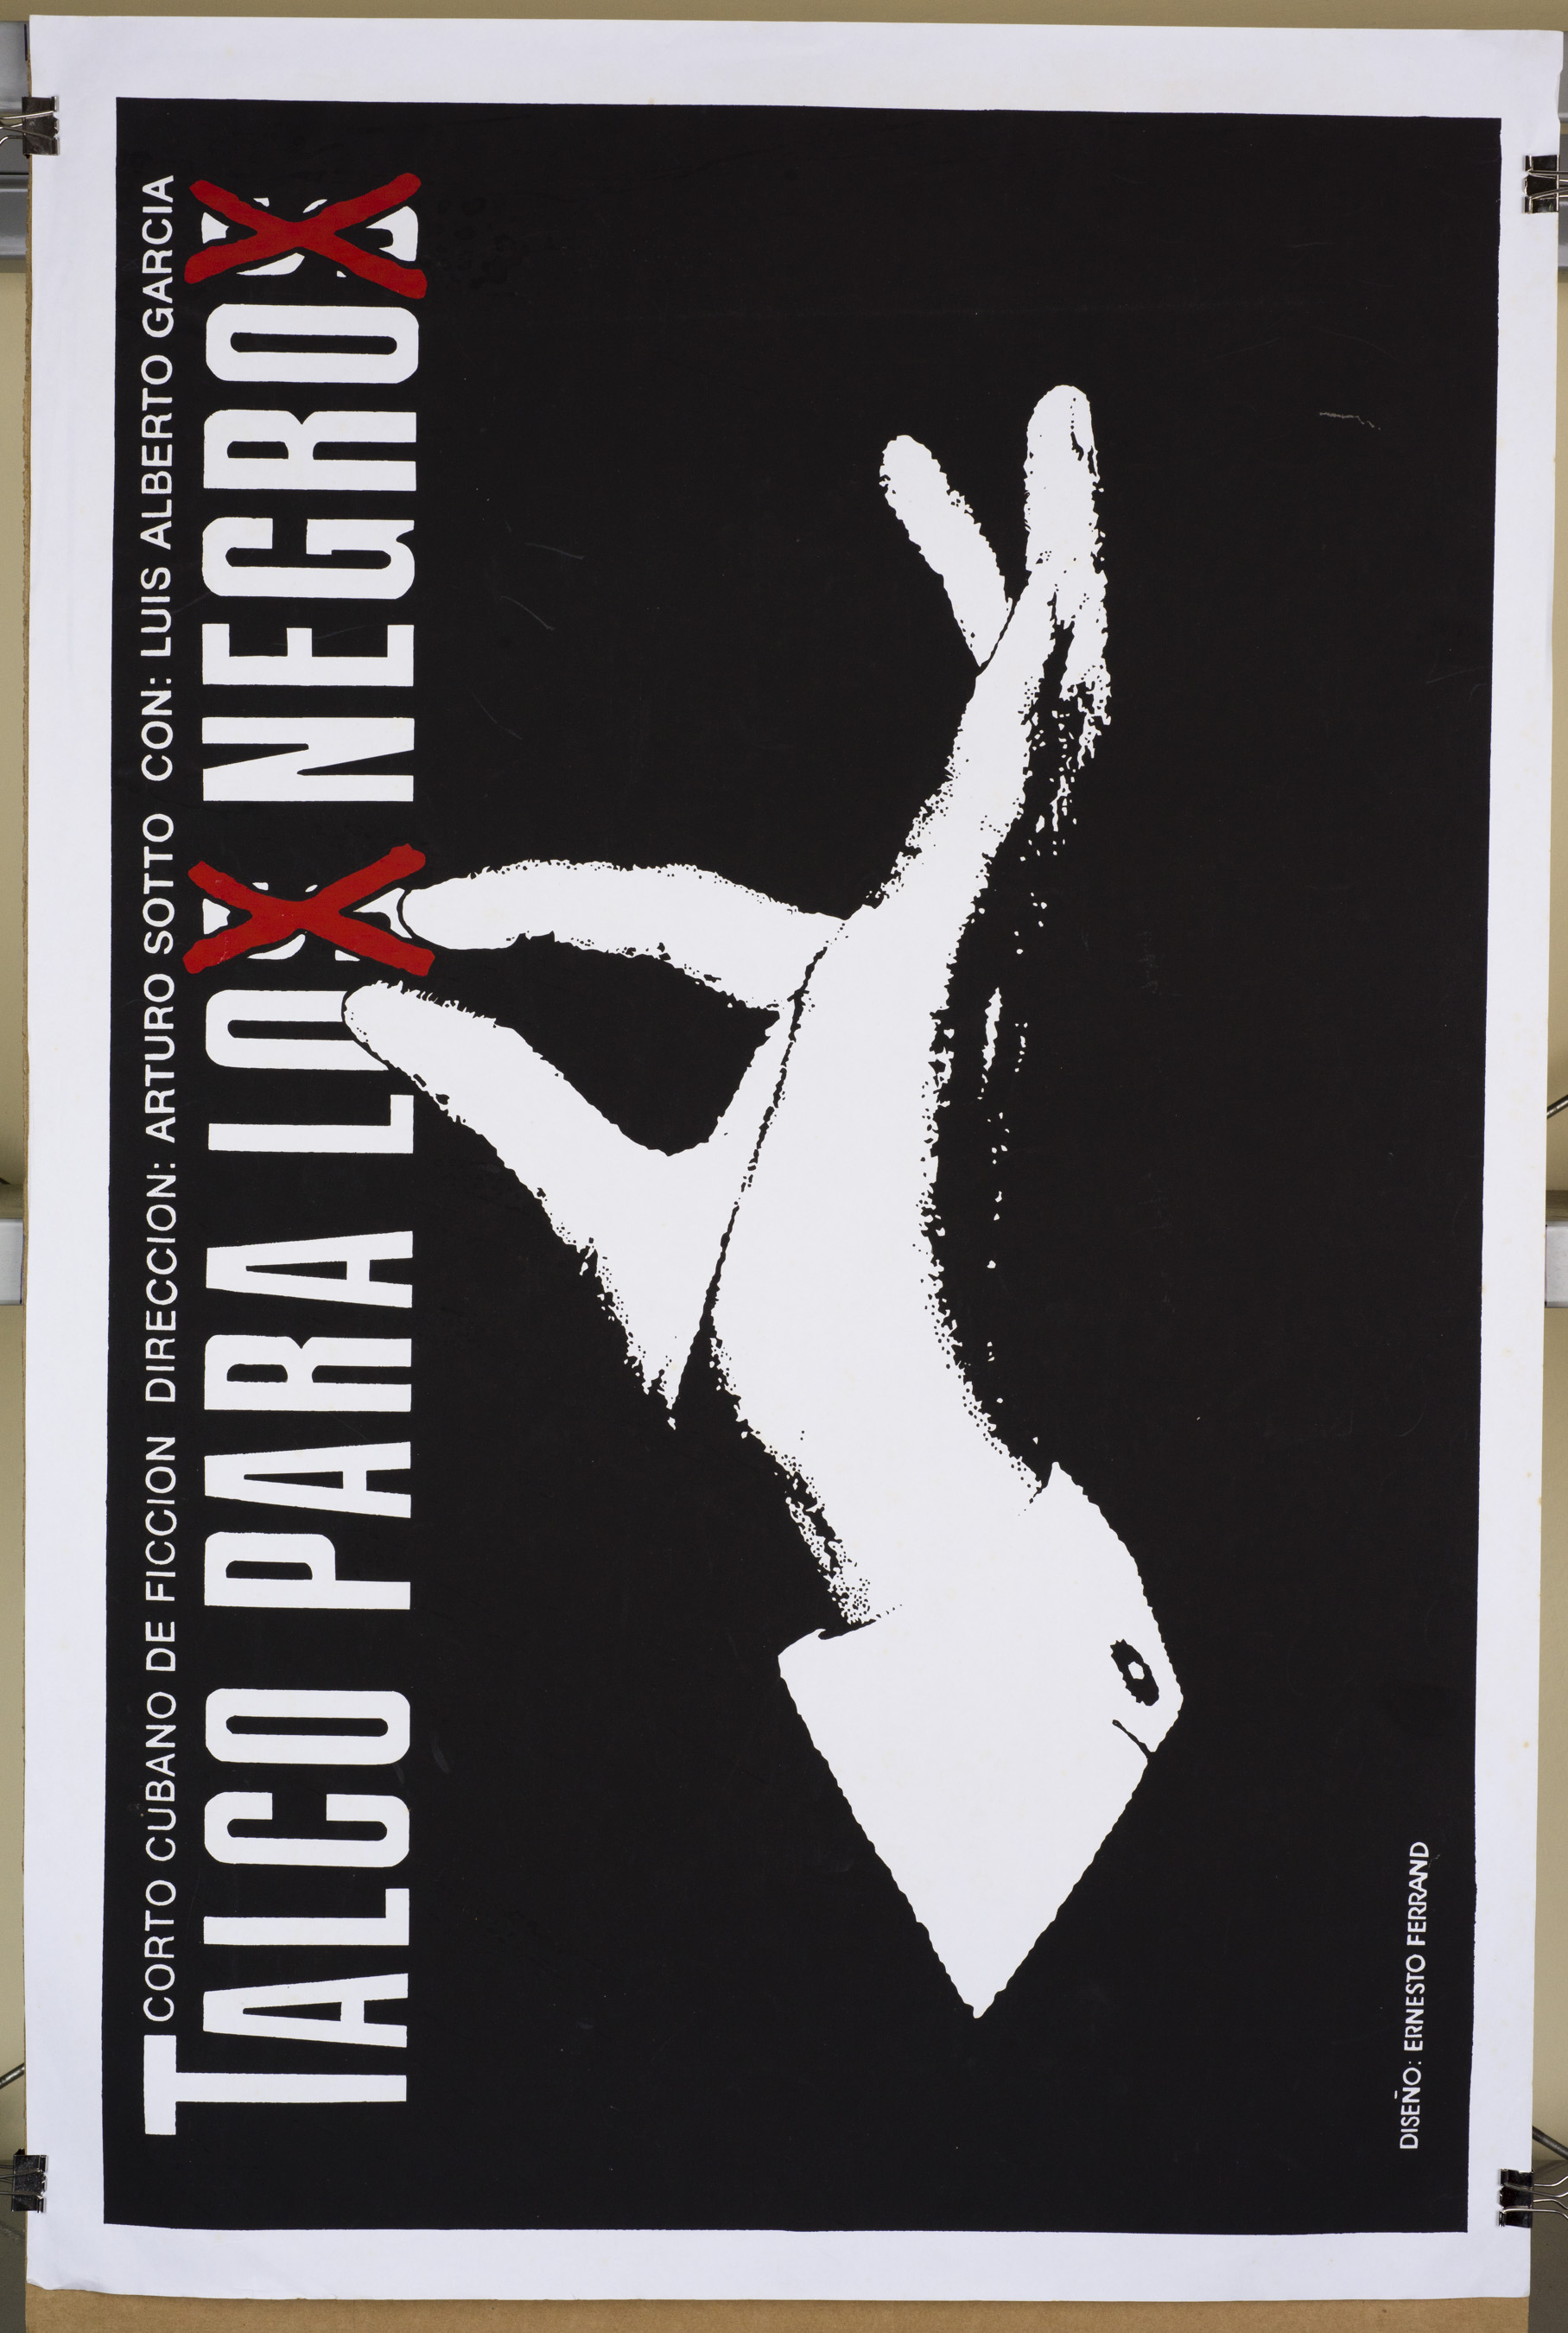 CORTO CUBANO DE FICCION DIRECCION: ARTURO SOTTO CON: LUIS ALBERTO GARCIA
TALCO PARA LOS NEGROS
DISEÑO: ERNESTO FERRAND